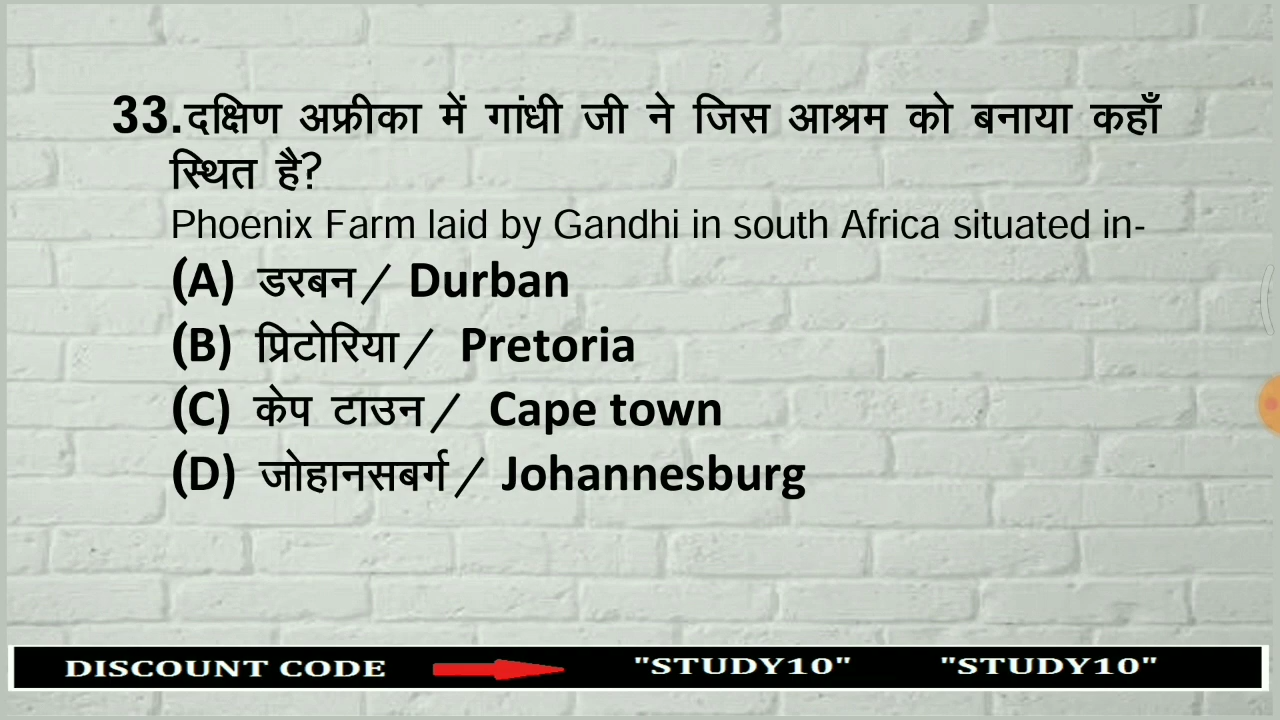 33.दक्षिण अफ्रीका में गांधी जी ने जिस आश्रम को बनाया कहाँ
स्थित है?
Phoenix Farm laid by Gandhi in south Africa situated in-
(A) डरबन/ Durban
(B) प्रिटोरिया/ Pretoria
(C) केप टाउन/ Cape town
(D) जोहानसबर्ग/ Johannesburg
DISCOUNT CODE "STUDY10" "STUDY10"